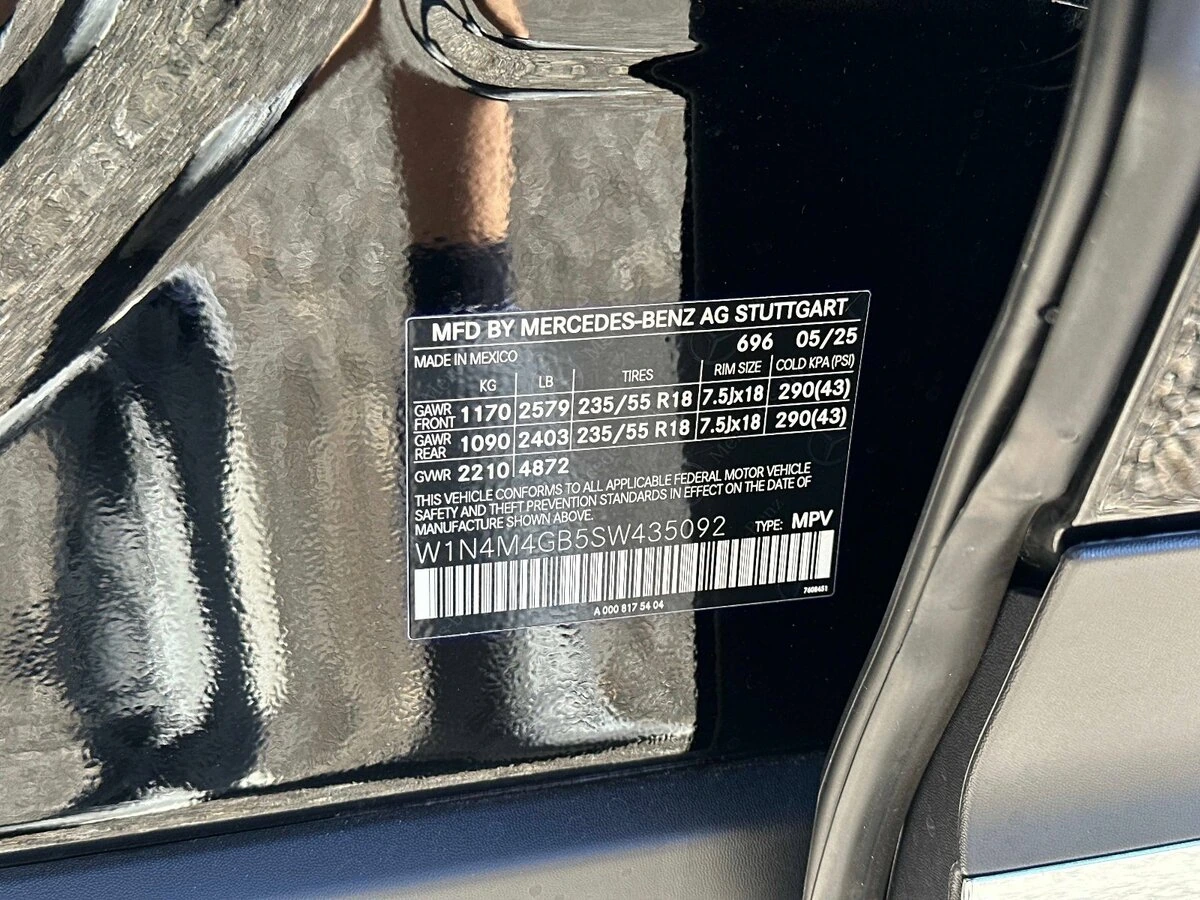 MFD BY MERCEDES-BENZ AG STUTTGART
MADE IN MEXICO 696 05/25
KG LB TIRES RIM SIZE COLD KPA (PSI)
GAWR FRONT 1170 2579 235/55 R18 7.5Jx18 290(43)
GAWR REAR 1090 2403 235/55 R18 7.5Jx18 290(43)
GVWR 2210 4872
THIS VEHICLE CONFORMS TO ALL APPLICABLE FEDERAL MOTOR VEHICLE
SAFETY AND THEFT PREVENTION STANDARDS IN EFFECT ON THE DATE OF
MANUFACTURE SHOWN ABOVE.
W1N4M4GB5SW435092 TYPE: MPV
A 000 817 54 04 7608451